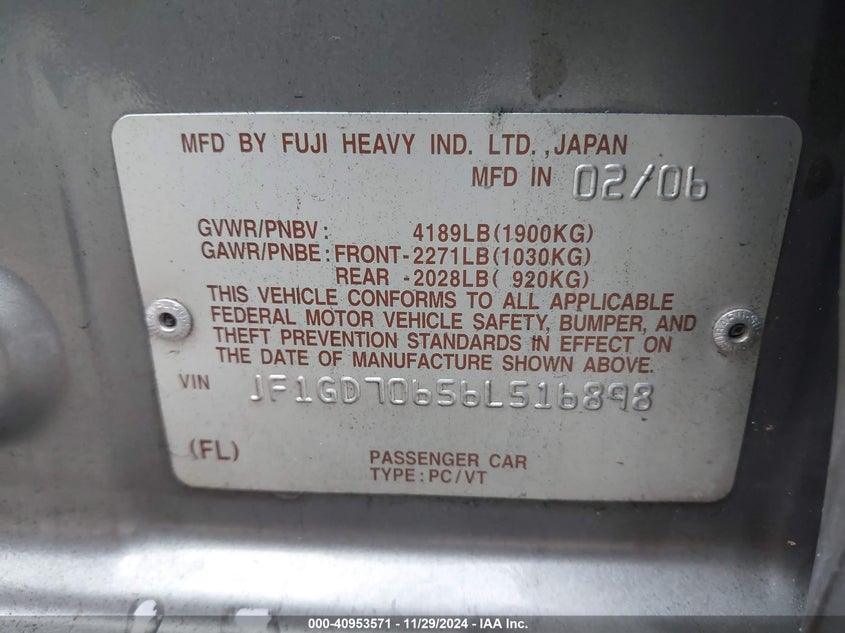 MFD BY FUJI HEAVY IND. LTD.,JAPAN
MFD IN 02/06
GVWR/PNBV: 4189LB(1900KG)
GAWR/PNBE:FRONT-2271LB(1030KG)
REAR -2028LB( 920KG)
THIS VEHICLE CONFORMS TO ALL APPLICABLE
FEDERAL MOTOR VEHICLE SAFETY, BUMPER, AND
THEFT PREVENTION STANDARDS IN EFFECT ON
THE DATE OF MANUFACTURE SHOWN ABOVE.
VIN JF1GD70656L516898
(FL) PASSENGER CAR
TYPE:PC/VT
000-40953571 - 11/29/2024 - IAA Inc.